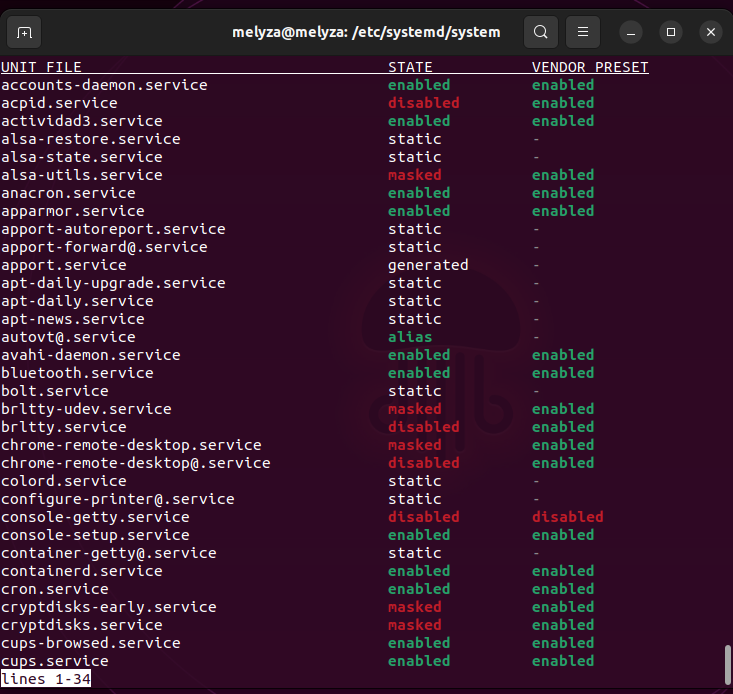 melyza@melyza: /etc/systemd/system
UNIT FILE STATE VENDOR PRESET
accounts-daemon.service enabled enabled
acpid.service disabled enabled
actividad3.service enabled enabled
alsa-restore.service static -
alsa-state.service static -
alsa-utils.service masked enabled
anacron.service enabled enabled
apparmor.service enabled enabled
apport-autoreport.service static -
apport-forward@.service static -
apport.service generated -
apt-daily-upgrade.service static -
apt-daily.service static -
apt-news.service static -
autovt@.service alias -
avahi-daemon.service enabled enabled
bluetooth.service enabled enabled
bolt.service static -
brltty-udev.service masked enabled
brltty.service disabled enabled
chrome-remote-desktop.service masked enabled
chrome-remote-desktop@.service disabled enabled
colord.service static -
configure-printer@.service static -
console-getty.service disabled disabled
console-setup.service enabled enabled
container-getty@.service static -
containerd.service enabled enabled
cron.service enabled enabled
cryptdisks-early.service masked enabled
cryptdisks.service masked enabled
cups-browsed.service enabled enabled
cups.service enabled enabled
lines 1-34